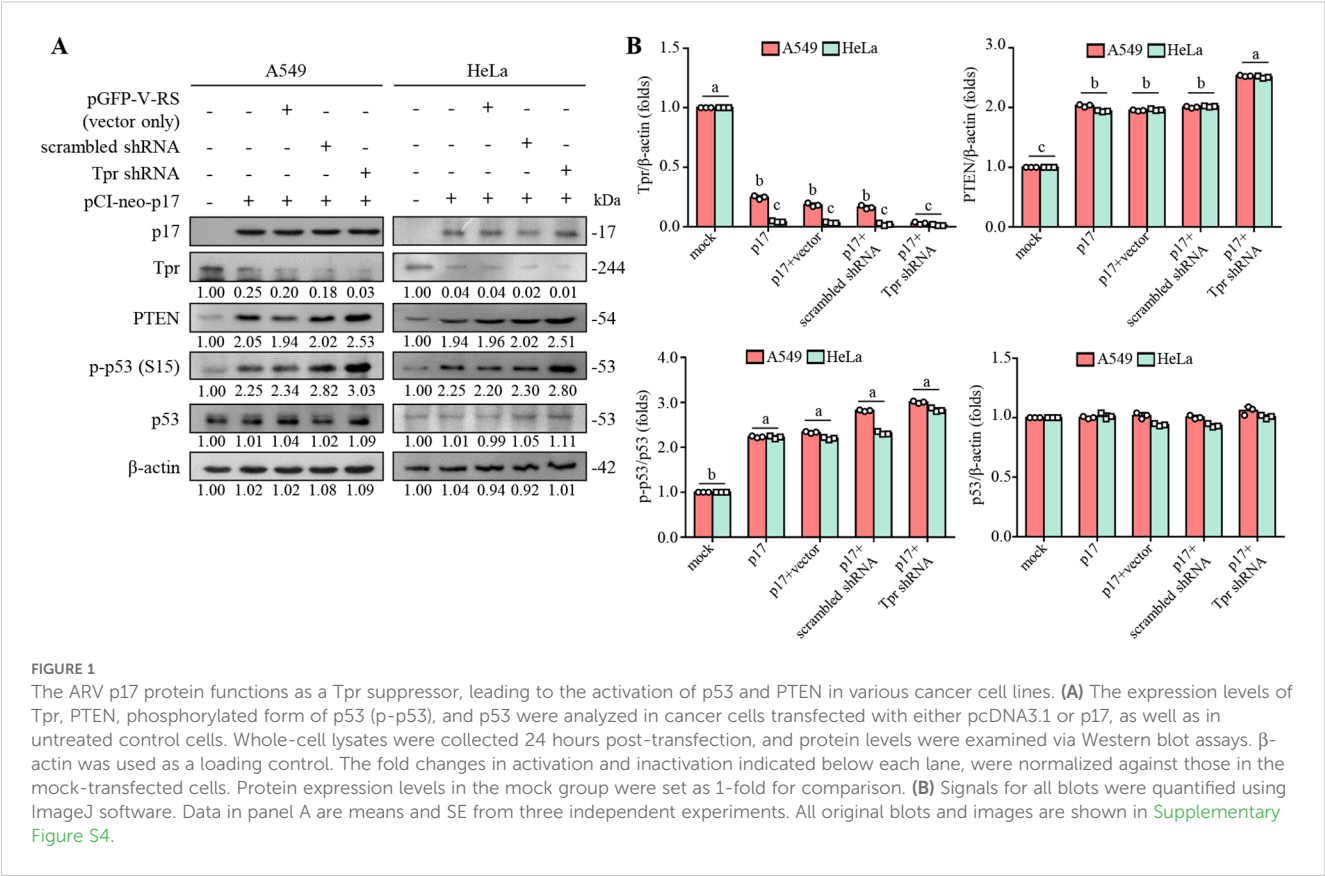 A
A549 HeLa
pGFP-V-RS
(vector only) - - + - - - - + - -
scrambled shRNA - - - + - - - - + -
Tpr shRNA - - - - + - - - - +
pCI-neo-p17 - + + + + - + + + + kDa
p17 -17
Tpr -244
1.00 0.25 0.20 0.18 0.03 1.00 0.04 0.04 0.02 0.01
PTEN -54
1.00 2.05 1.94 2.02 2.53 1.00 1.94 1.96 2.02 2.51
p-p53 (S15) -53
1.00 2.25 2.34 2.82 3.03 1.00 2.25 2.20 2.30 2.80
p53 -53
1.00 1.01 1.04 1.02 1.09 1.00 1.01 0.99 1.05 1.11
β-actin -42
1.00 1.02 1.02 1.08 1.09 1.00 1.04 0.94 0.92 1.01
B
A549 HeLa
Tpr/β-actin (folds)
1.5
1.0
0.5
0.0
a
b c
b c
b c
c
mock
p17
p17+vector
p17+
scrambled shRNA
p17+
Tpr shRNA
A549 HeLa
PTEN/β-actin (folds)
3.0
2.0
1.0
0.0
c
b
b
b
a
mock
p17
p17+vector
p17+
scrambled shRNA
p17+
Tpr shRNA
A549 HeLa
p-p53/p53 (folds)
4.0
3.0
2.0
1.0
0.0
b
a
a
a
a
mock
p17
p17+vector
p17+
scrambled shRNA
p17+
Tpr shRNA
A549 HeLa
p53/β-actin (folds)
1.5
1.0
0.5
0.0
mock
p17
p17+vector
p17+
scrambled shRNA
p17+
Tpr shRNA
FIGURE 1
The ARV p17 protein functions as a Tpr suppressor, leading to the activation of p53 and PTEN in various cancer cell lines. (A) The expression levels of
Tpr, PTEN, phosphorylated form of p53 (p-p53), and p53 were analyzed in cancer cells transfected with either pcDNA3.1 or p17, as well as in
untreated control cells. Whole-cell lysates were collected 24 hours post-transfection, and protein levels were examined via Western blot assays. β-
actin was used as a loading control. The fold changes in activation and inactivation indicated below each lane, were normalized against those in the
mock-transfected cells. Protein expression levels in the mock group were set as 1-fold for comparison. (B) Signals for all blots were quantified using
ImageJ software. Data in panel A are means and SE from three independent experiments. All original blots and images are shown in Supplementary
Figure S4.